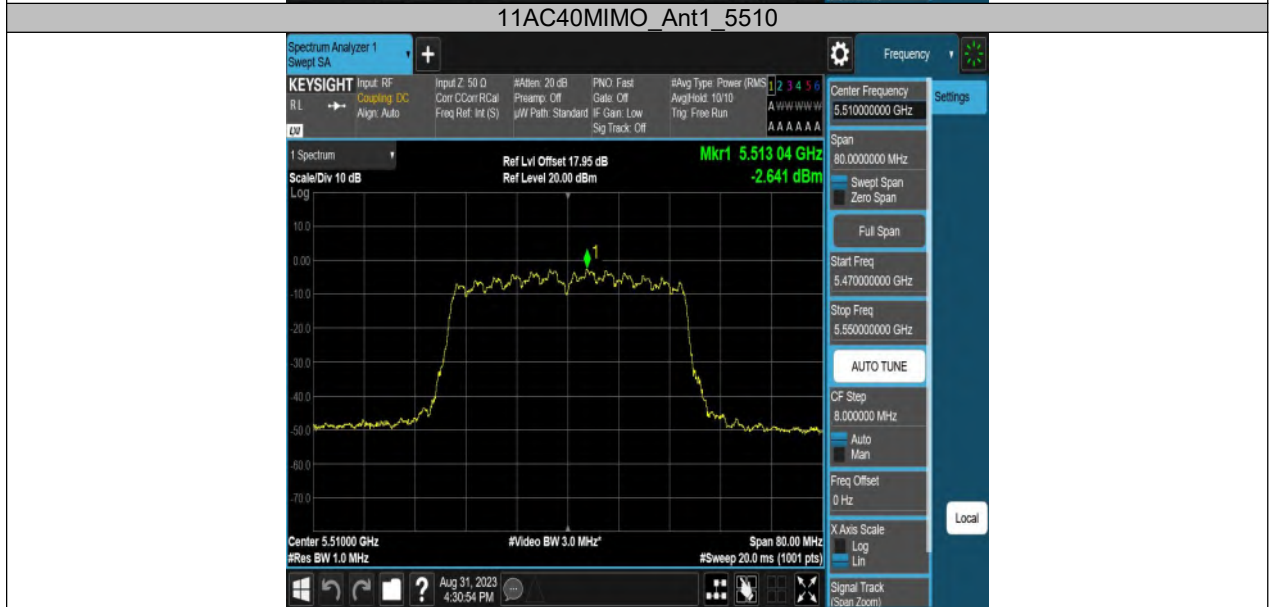 11AC40MIMO_Ant1_5510
Spectrum Analyzer 1
Swept SA
+
Frequency
KEYSIGHT Input: RF
Coupling: DC
Align: Auto
RL
LXI
Input Z: 50 Ω
Corr CCorr RCal
Freq Ref: Int (S)
#Atten: 20 dB
Preamp: Off
µW Path: Standard
PNO: Fast
Gate: Off
IF Gain: Low
Sig Track: Off
#Avg Type: Power (RMS
Avg|Hold: 10/10
Trig: Free Run
1 2 3 4 5 6
A W W W W W
A A A A A A
1 Spectrum
Scale/Div 10 dB
Log
Ref Lvl Offset 17.95 dB
Ref Level 20.00 dBm
Mkr1 5.513 04 GHz
-2.641 dBm
10.0
0.00
-10.0
-20.0
-30.0
-40.0
-50.0
-60.0
-70.0
1
Center 5.51000 GHz
#Res BW 1.0 MHz
#Video BW 3.0 MHz*
Span 80.00 MHz
#Sweep 20.0 ms (1001 pts)
?
Aug 31, 2023
4:30:54 PM
Center Frequency
5.510000000 GHz
Settings
Span
80.0000000 MHz
Swept Span
Zero Span
Full Span
Start Freq
5.470000000 GHz
Stop Freq
5.550000000 GHz
AUTO TUNE
CF Step
8.000000 MHz
Auto
Man
Freq Offset
0 Hz
Local
X Axis Scale
Log
Lin
Signal Track
(Span Zoom)